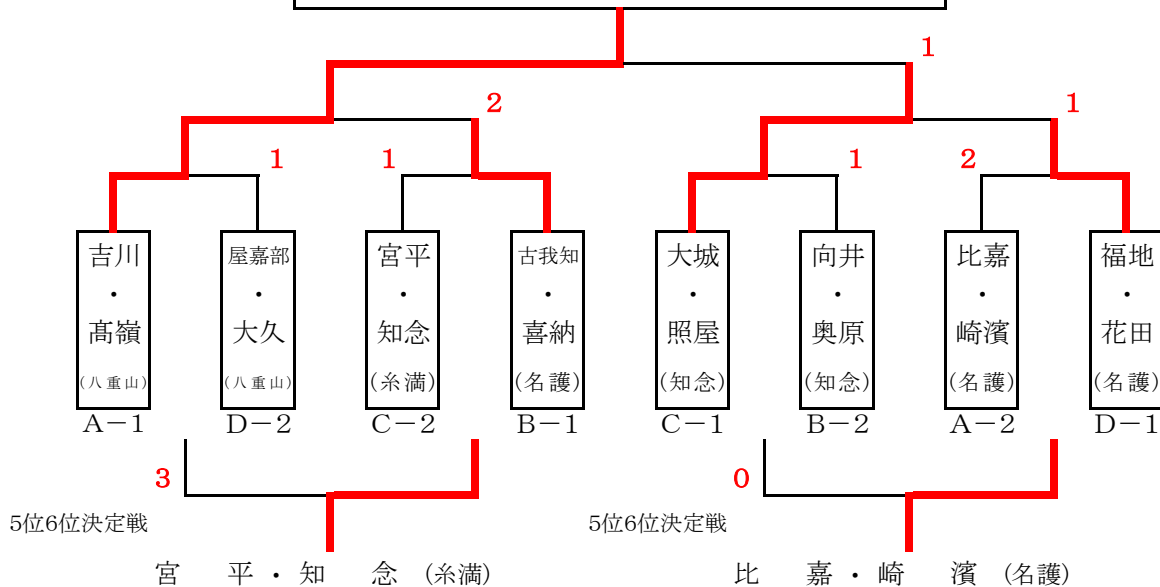 1
2 1
1 1 1 2
吉川 屋嘉部 宮平 古我知 大城 向井 比嘉 福地
・ ・ ・ ・ ・ ・ ・ ・
髙嶺 大久 知念 喜納 照屋 奥原 崎濱 花田
(八重山) (八重山) (糸満) (名護) (知念) (知念) (名護) (名護)
A-1 D-2 C-2 B-1 C-1 B-2 A-2 D-1
3 0
5位6位決定戦 5位6位決定戦
宮 平・知 念 (糸満) 比 嘉・崎 濱 (名護)